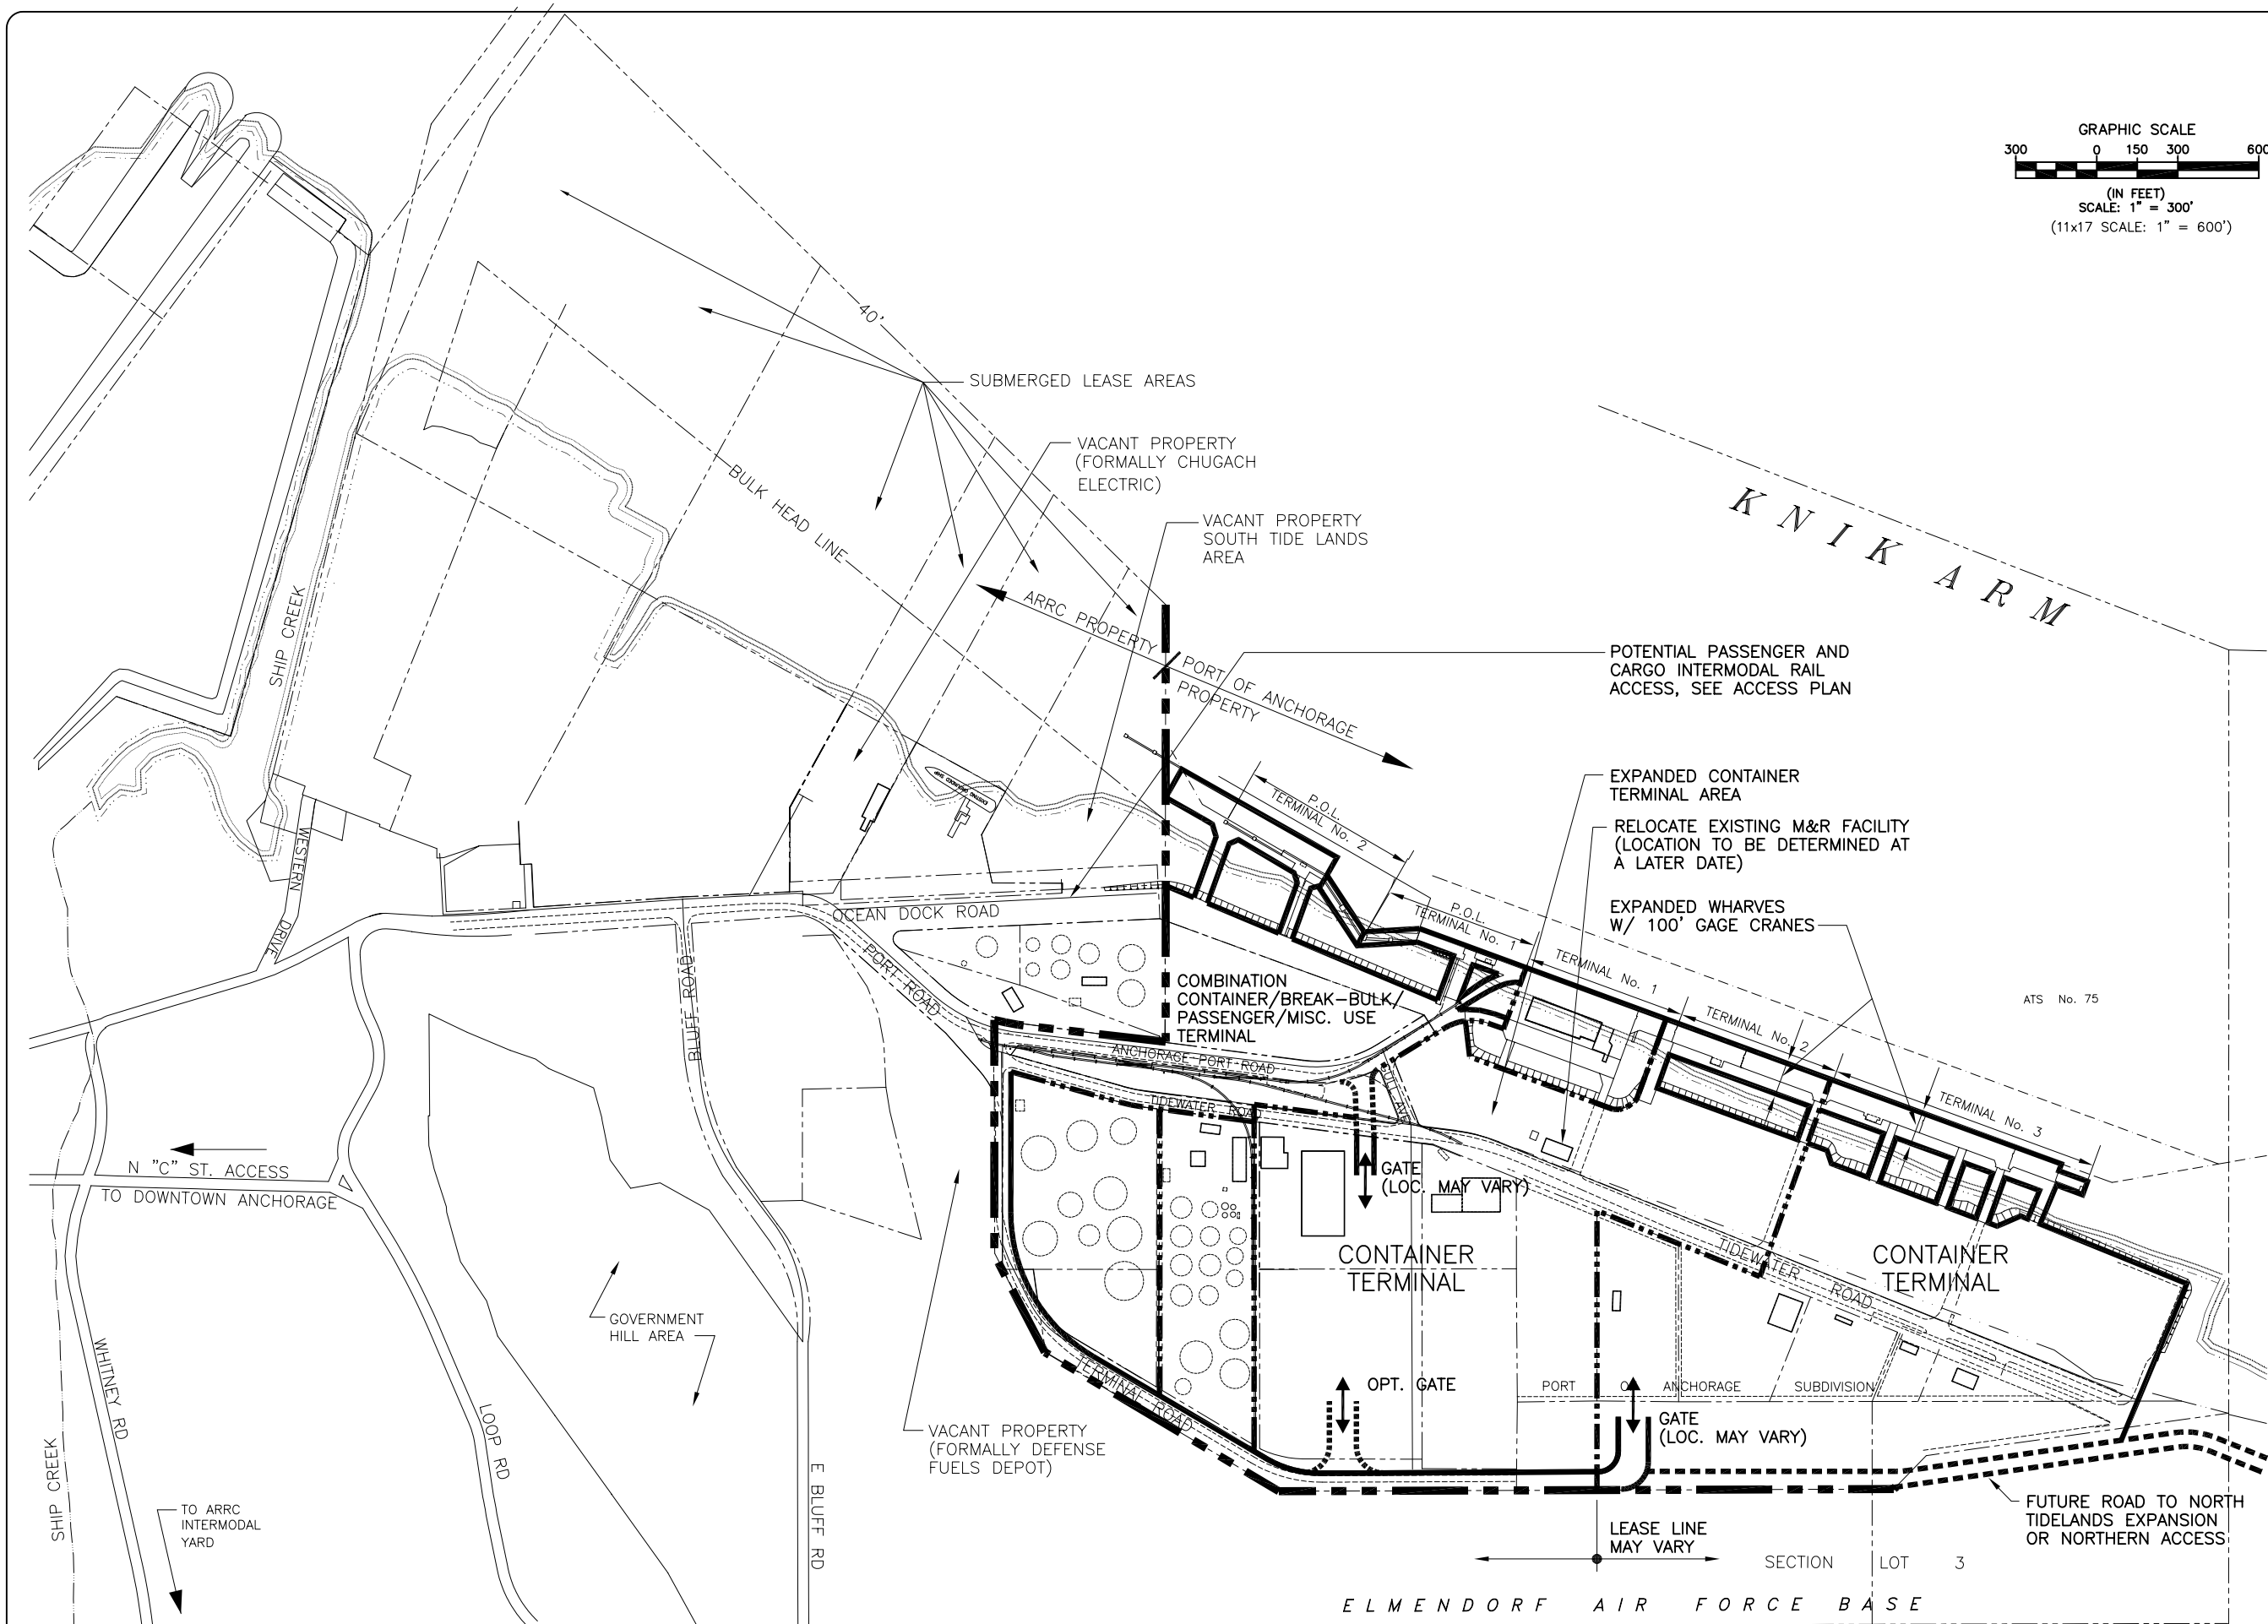 GRAPHIC SCALE
300 0 150 300 600
(IN FEET)
SCALE: 1" = 300'
(11x17 SCALE: 1" = 600')
40'
SUBMERGED LEASE AREAS
VACANT PROPERTY
(FORMALLY CHUGACH
ELECTRIC)
BULK HEAD LINE
VACANT PROPERTY
SOUTH TIDE LANDS
AREA
KNIK ARM
ARRC PROPERTY
PORT OF ANCHORAGE
PROPERTY
SHIP CREEK
POTENTIAL PASSENGER AND
CARGO INTERMODAL RAIL
ACCESS, SEE ACCESS PLAN
EXPANDED CONTAINER
TERMINAL AREA
RELOCATE EXISTING M&R FACILITY
(LOCATION TO BE DETERMINED AT
A LATER DATE)
EXPANDED WHARVES
W/ 100' GAGE CRANES
EXISTING GROUNDED SHIP
P.O.L.
TERMINAL No. 2
P.O.L.
TERMINAL No. 1
TERMINAL No. 1
TERMINAL No. 2
TERMINAL No. 3
ATS No. 75
WESTERN
DRIVE
OCEAN DOCK ROAD
PORT ROAD
BLUFF ROAD
COMBINATION
CONTAINER/BREAK-BULK/
PASSENGER/MISC. USE
TERMINAL
ANCHORAGE PORT ROAD
TIDEWATER ROAD
N "C" ST. ACCESS
TO DOWNTOWN ANCHORAGE
GATE
(LOC. MAY VARY)
CONTAINER
TERMINAL
TIDEWATER ROAD
CONTAINER
TERMINAL
GOVERNMENT
HILL AREA
WHITNEY RD
LOOP RD
TERMINAL ROAD
OPT. GATE
PORT OF ANCHORAGE SUBDIVISION
GATE
(LOC. MAY VARY)
VACANT PROPERTY
(FORMALLY DEFENSE
FUELS DEPOT)
E BLUFF RD
SHIP CREEK
TO ARRC
INTERMODAL
YARD
FUTURE ROAD TO NORTH
TIDELANDS EXPANSION
OR NORTHERN ACCESS
LEASE LINE
MAY VARY
SECTION LOT 3
ELMENDORF AIR FORCE BASE